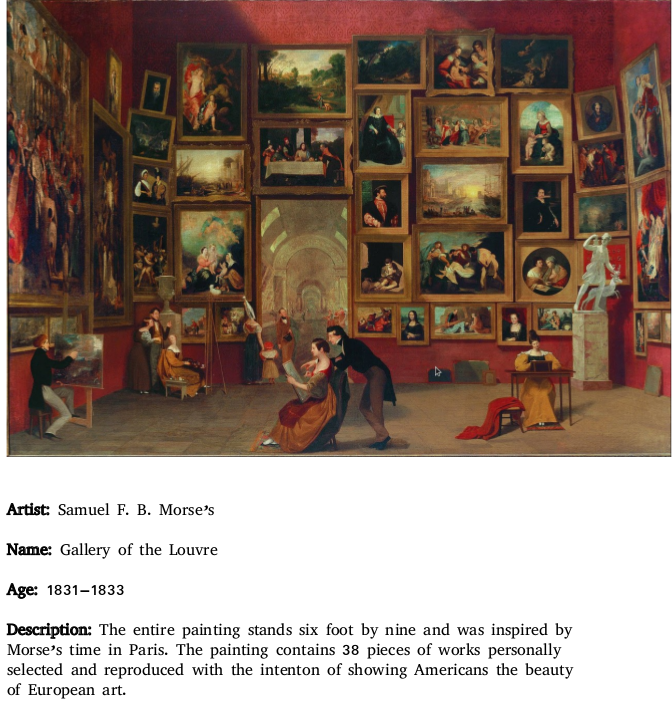 Artist: Samuel F. B. Morse's
Name: Gallery of the Louvre
Age: 1831–1833
Description: The entire painting stands six foot by nine and was inspired by
Morse's time in Paris. The painting contains 38 pieces of works personally
selected and reproduced with the intenton of showing Americans the beauty
of European art.